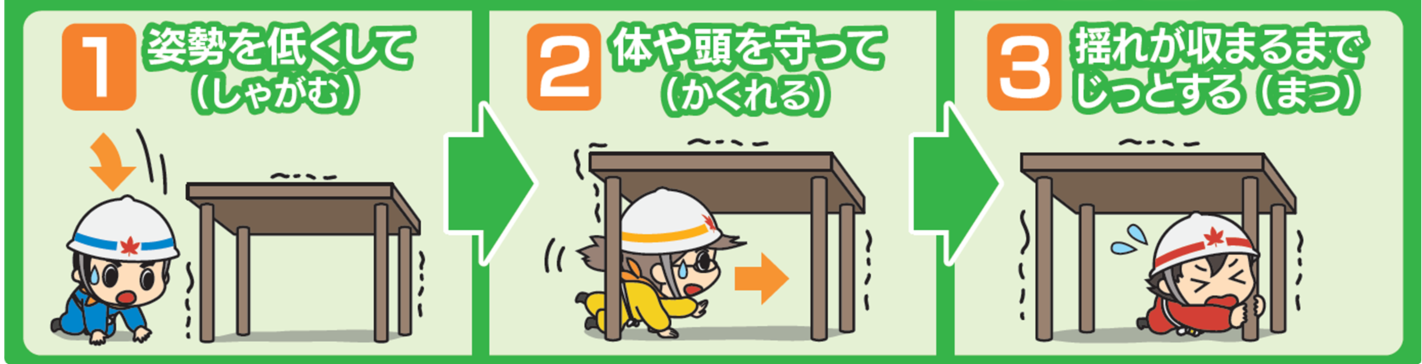 1
姿勢を低くして
（しゃがむ）
2
体や頭を守って
（かくれる）
3
揺れが収まるまで
じっとする（まつ）